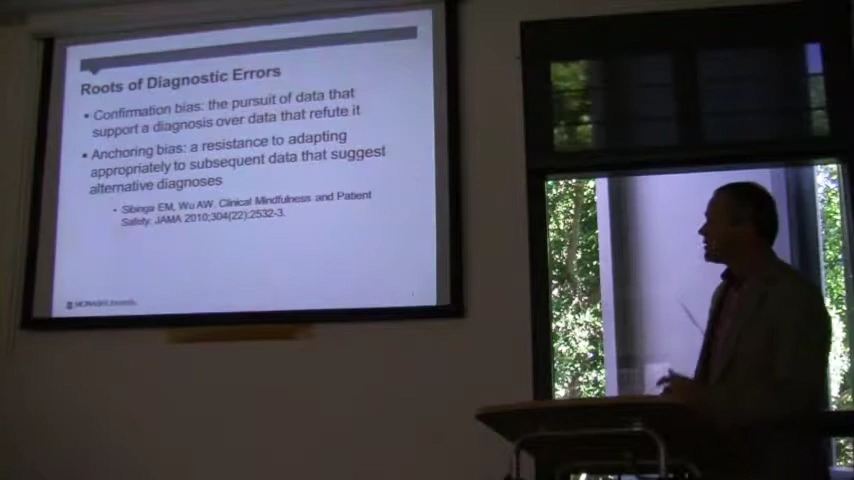 Roots of Diagnostic Errors
• Confirmation bias: the pursuit of data that
support a diagnosis over data that refute it
• Anchoring bias: a resistance to adapting
appropriately to subsequent data that suggest
alternative diagnoses
• Sibinga EM, Wu AW. Clinical Mindfulness and Patient
Safety. JAMA 2010;304(22):2532-3.
MONASH